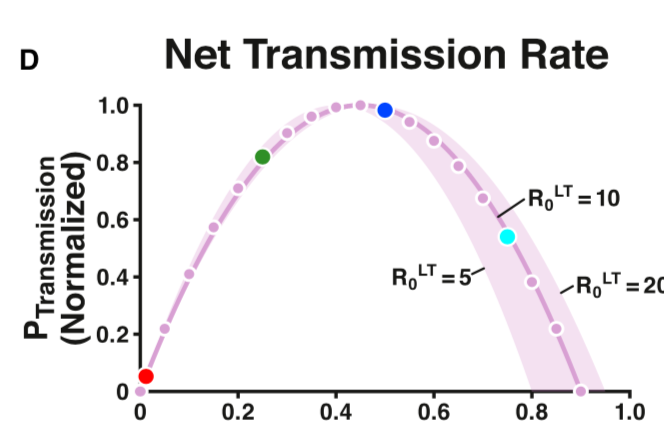 D
Net Transmission Rate
P_Transmission
(Normalized)
1.0
0.8
0.6
0.4
0.2
0
R₀ᴸᵀ = 10
R₀ᴸᵀ = 5
R₀ᴸᵀ = 20
0 0.2 0.4 0.6 0.8 1.0